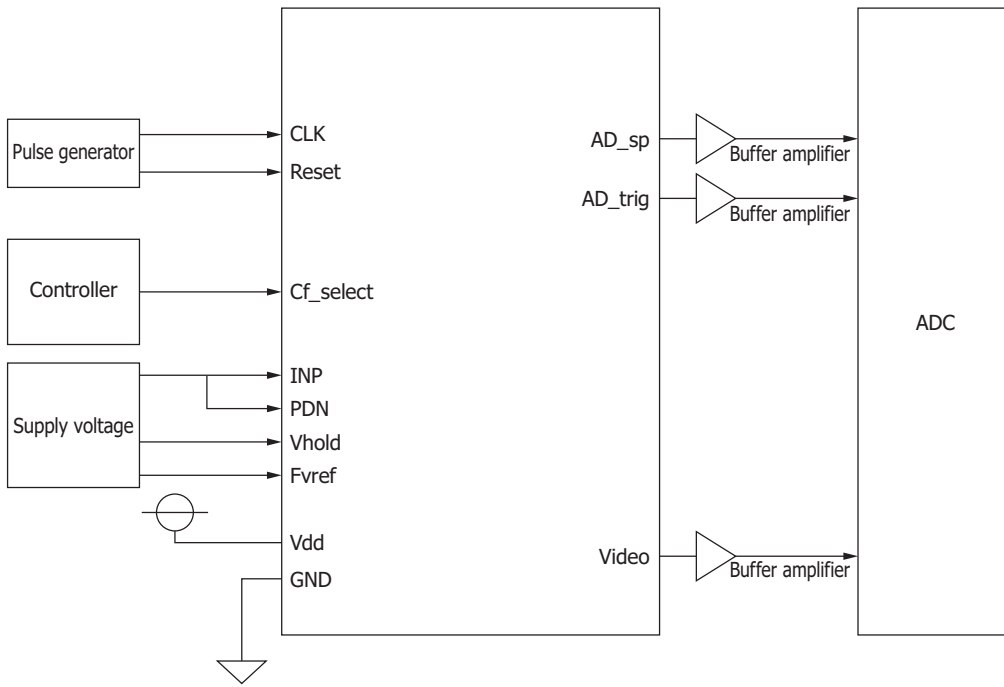 Pulse generator
Controller
Supply voltage
CLK
Reset
Cf_select
INP
PDN
Vhold
Fvref
Vdd
GND
AD_sp
AD_trig
Video
Buffer amplifier
Buffer amplifier
Buffer amplifier
ADC